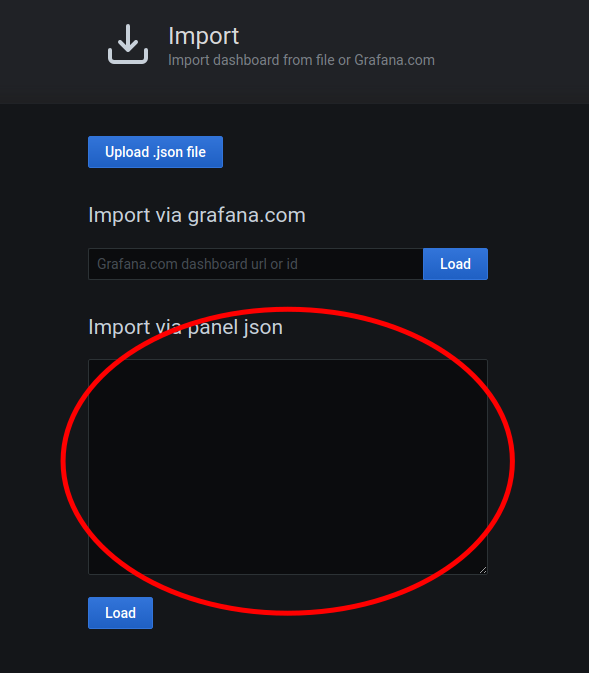 Import
Import dashboard from file or Grafana.com
Upload .json file
Import via grafana.com
Grafana.com dashboard url or id
Load
Import via panel json
Load